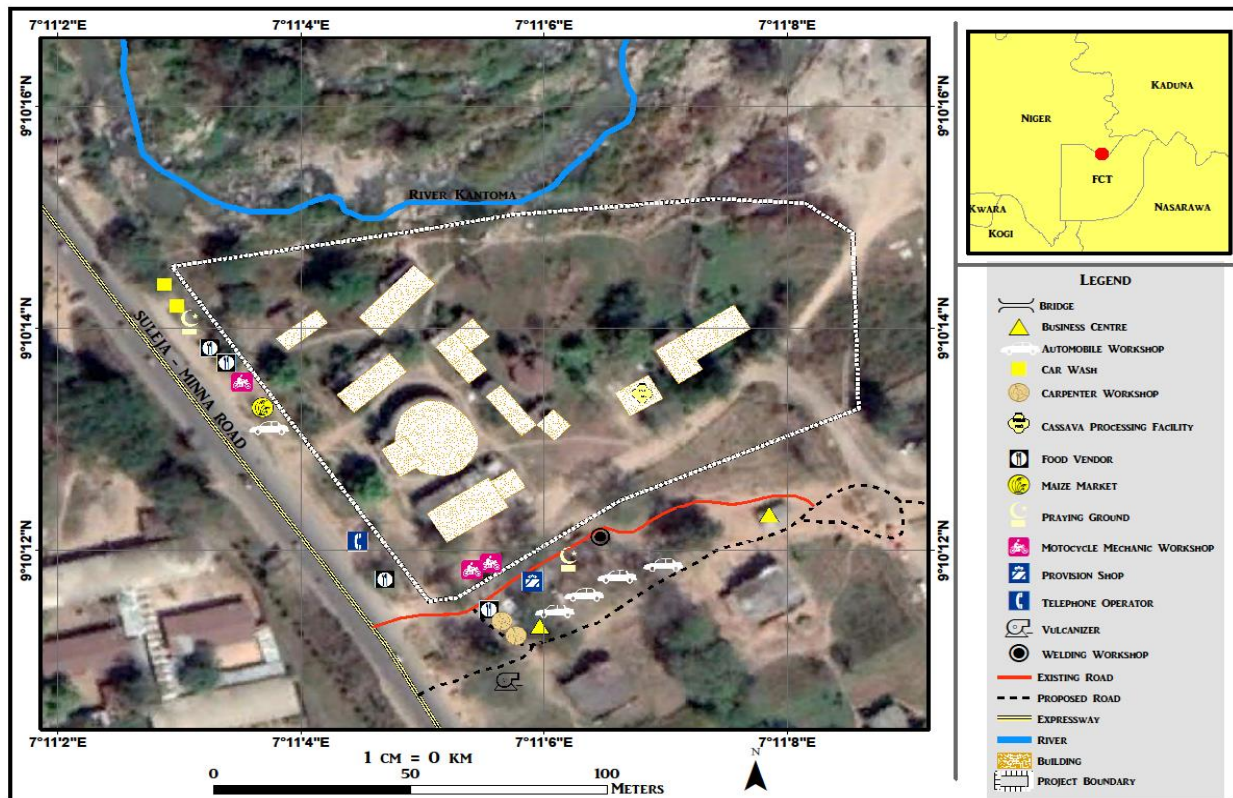 7°11'2"E 7°11'4"E 7°11'6"E 7°11'8"E
9°10'16"N
9°10'14"N
9°10'12"N
9°10'16"N
9°10'14"N
9°10'12"N
River Kantoma
Suleja - Minna Road
7°11'2"E 7°11'4"E 7°11'6"E 7°11'8"E
1 cm = 0 km
0 50 100
Meters
N
Kaduna
Niger
FCT
Kwara
Kogi
Nasarawa
Legend
Bridge
Business Centre
Automobile Workshop
Car Wash
Carpenter Workshop
Cassava Processing Facility
Food Vendor
Maize Market
Praying Ground
Motocycle Mechanic Workshop
Provision Shop
Telephone Operator
Vulcanizer
Welding Workshop
Existing Road
Proposed Road
Expressway
River
Building
Project Boundary